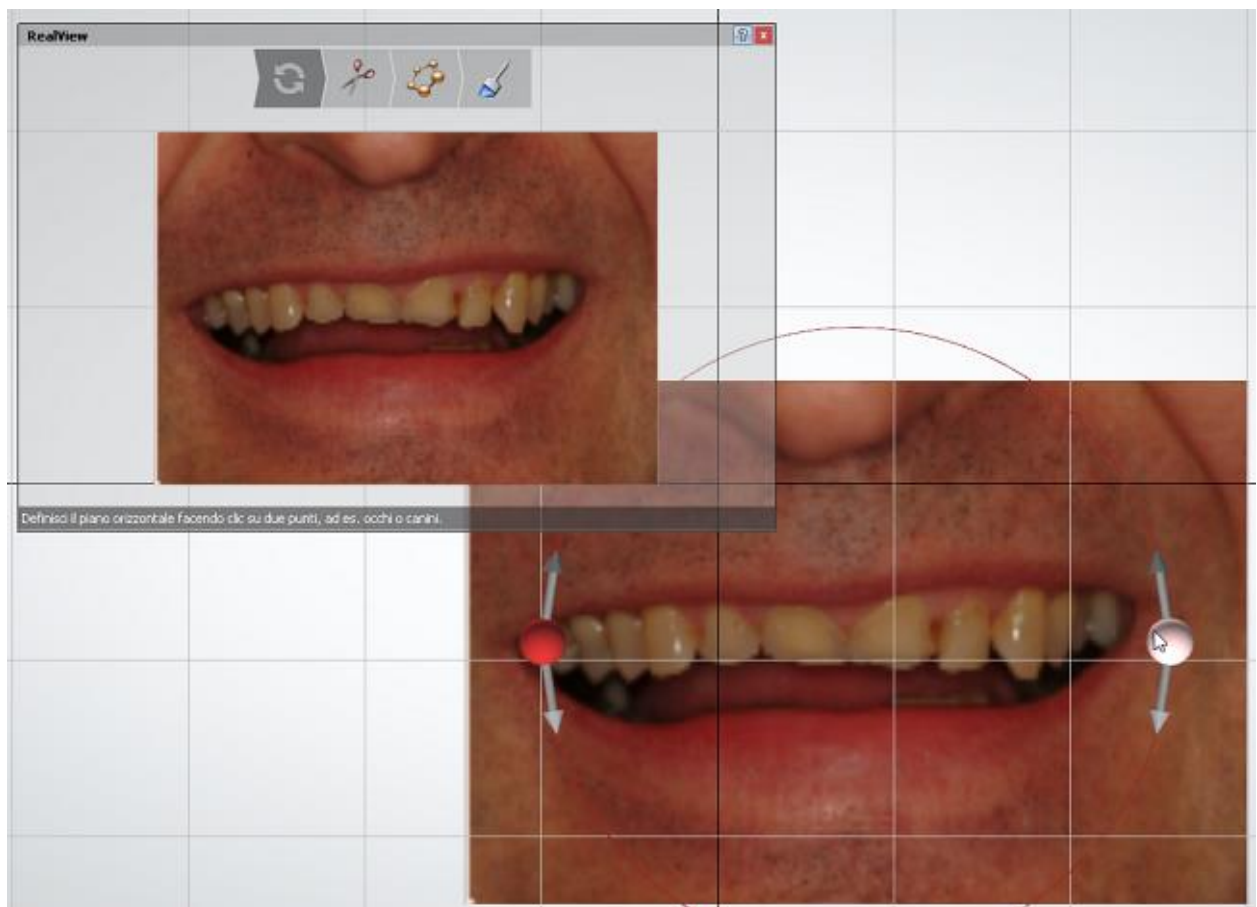 RealView
Definisci il piano orizzontale facendo clic su due punti, ad es. occhi o canini.